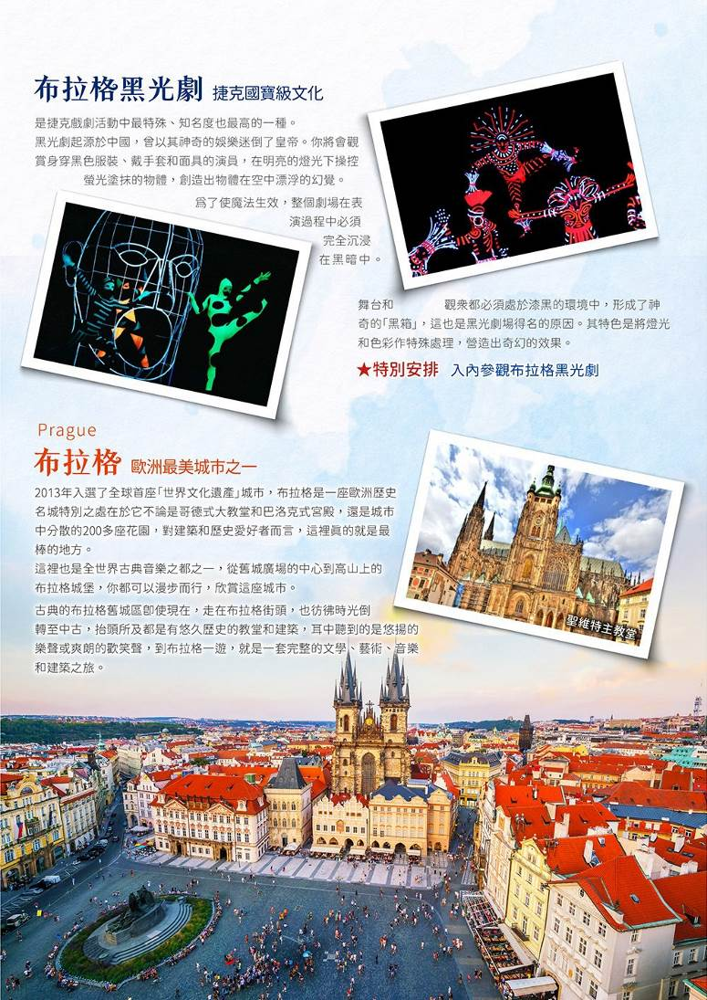 布拉格黑光劇 捷克國寶級文化
是捷克戲劇活動中最特殊、知名度也最高的一種。
黑光劇起源於中國，曾以其神奇的娛樂迷倒了皇帝。你將會觀
賞身穿黑色服裝、戴手套和面具的演員，在明亮的燈光下操控
螢光塗抹的物體，創造出物體在空中漂浮的幻覺。
爲了使魔法生效，整個劇場在表
演過程中必須
完全沉浸
在黑暗中。
舞台和 觀眾都必須處於漆黑的環境中，形成了神
奇的「黑箱」，這也是黑光劇場得名的原因。其特色是將燈光
和色彩作特殊處理，營造出奇幻的效果。
★特別安排 入內參觀布拉格黑光劇
Prague
布拉格 歐洲最美城市之一
2013年入選了全球首座「世界文化遺產」城市，布拉格是一座歐洲歷史
名城特別之處在於它不論是哥德式大教堂和巴洛克式宮殿，還是城市
中分散的200多座花園，對建築和歷史愛好者而言，這裡眞的就是最
棒的地方。
這裡也是全世界古典音樂之都之一，從舊城廣場的中心到高山上的
布拉格城堡，你都可以漫步而行，欣賞這座城市。
古典的布拉格舊城區即使現在，走在布拉格街頭，也彷彿時光倒
轉至中古，抬頭所及都是有悠久歷史的教堂和建築，耳中聽到的是悠揚的
樂聲或爽朗的歡笑聲，到布拉格一遊，就是一套完整的文學、藝術、音樂
和建築之旅。
聖維特主教堂